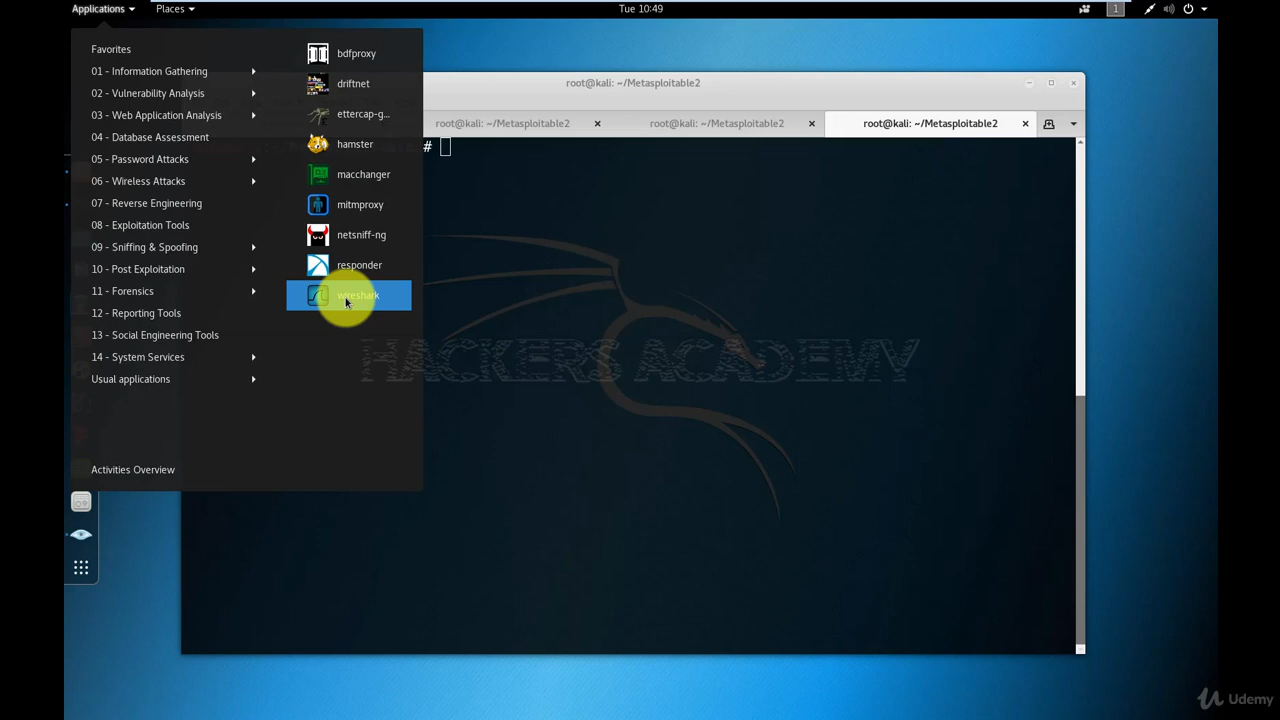 Applications
Places
Tue 10:49
1
Favorites
01 - Information Gathering
02 - Vulnerability Analysis
03 - Web Application Analysis
04 - Database Assessment
05 - Password Attacks
06 - Wireless Attacks
07 - Reverse Engineering
08 - Exploitation Tools
09 - Sniffing & Spoofing
10 - Post Exploitation
11 - Forensics
12 - Reporting Tools
13 - Social Engineering Tools
14 - System Services
Usual applications
Activities Overview
bdfproxy
driftnet
ettercap-g...
hamster
macchanger
mitmproxy
netsniff-ng
responder
wireshark
root@kali: ~/Metasploitable2
root@kali: ~/Metasploitable2
root@kali: ~/Metasploitable2
root@kali: ~/Metasploitable2
#
HACKERS ACADEMY
Udemy